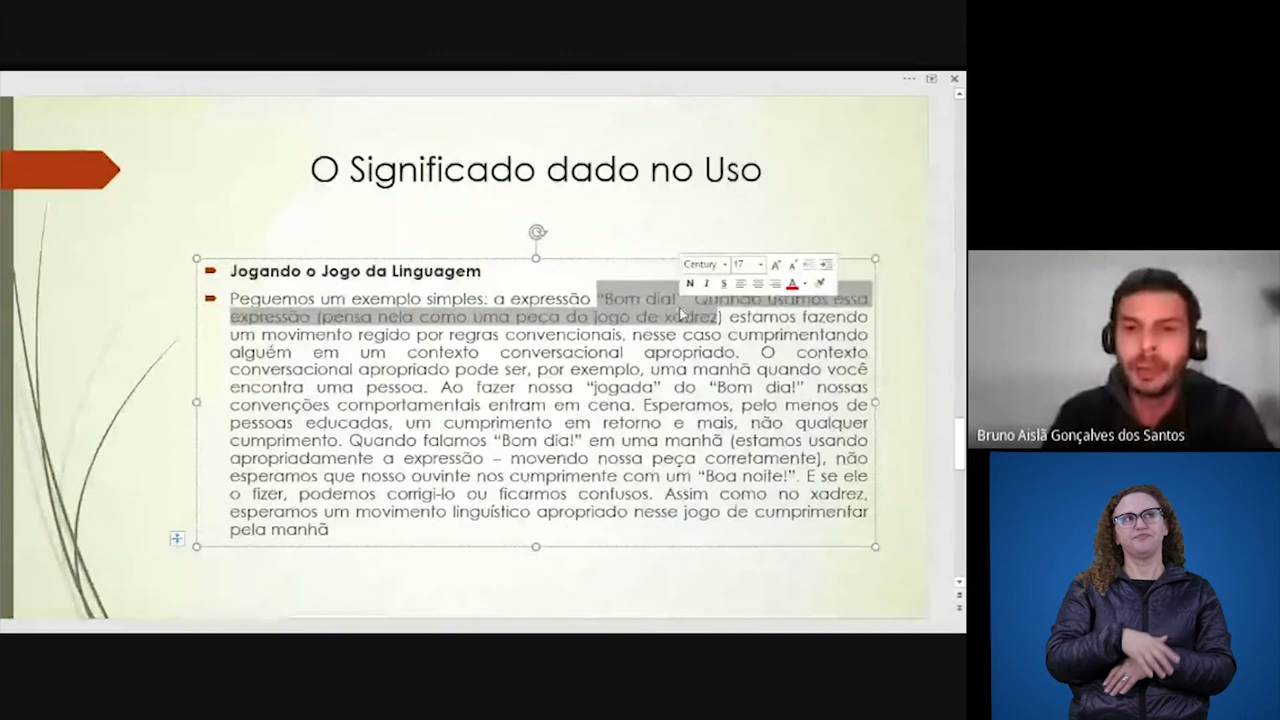 O Significado dado no Uso
Jogando o Jogo da Linguagem
Century 17
N I S A
Peguemos um exemplo simples: a expressão “Bom dia!”. Quando usamos essa
expressão (pensa nela como uma peça do jogo de xadrez) estamos fazendo
um movimento regido por regras convencionais, nesse caso cumprimentando
alguém em um contexto conversacional apropriado. O contexto
conversacional apropriado pode ser, por exemplo, uma manhã quando você
encontra uma pessoa. Ao fazer nossa “jogada” do “Bom dia!” nossas
convenções comportamentais entram em cena. Esperamos, pelo menos de
pessoas educadas, um cumprimento em retorno e mais, não qualquer
cumprimento. Quando falamos “Bom dia!” em uma manhã (estamos usando
apropriadamente a expressão – movendo nossa peça corretamente), não
esperamos que nosso ouvinte nos cumprimente com um “Boa noite!”. E se ele
o fizer, podemos corrigi-lo ou ficarmos confusos. Assim como no xadrez,
esperamos um movimento linguístico apropriado nesse jogo de cumprimentar
pela manhã
Bruno Aislã Gonçalves dos Santos